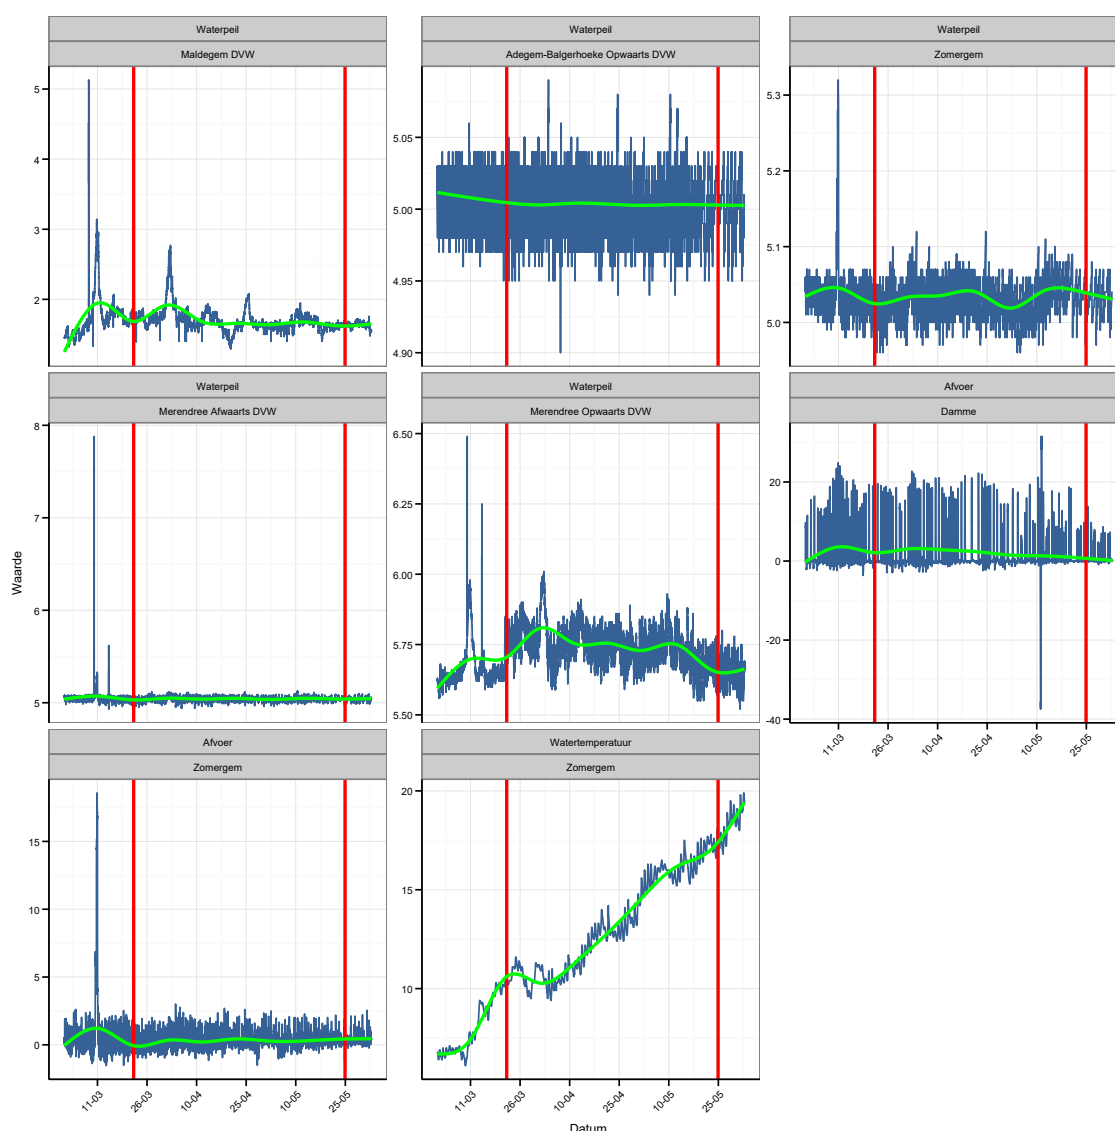 Waterpeil
Maldegem DVW
5
4
3
2
Waterpeil
Adegem-Balgerhoeke Opwaarts DVW
5.05
5.00
4.95
4.90
Waterpeil
Zomergem
5.3
5.2
5.1
5.0
Waterpeil
Merendree Afwaarts DVW
8
7
6
5
Waterpeil
Merendree Opwaarts DVW
6.50
6.25
6.00
5.75
5.50
Afvoer
Damme
20
0
-20
-40
11-03
26-03
10-04
25-04
10-05
25-05
Afvoer
Zomergem
15
10
5
0
11-03
26-03
10-04
25-04
10-05
25-05
Watertemperatuur
Zomergem
20
15
10
11-03
26-03
10-04
25-04
10-05
25-05
Waarde
Datum